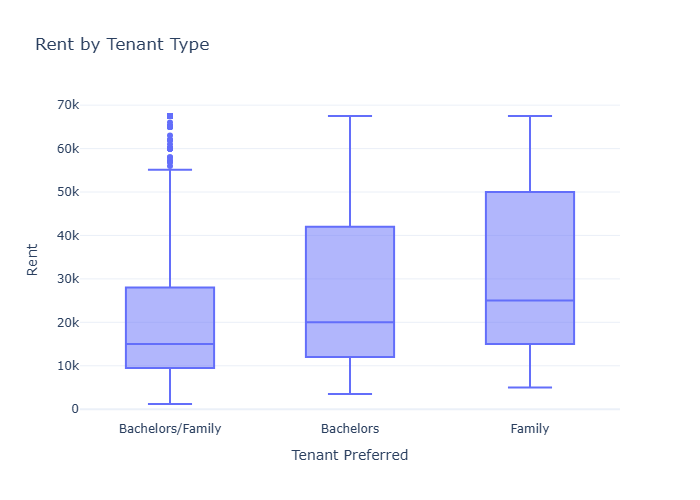 Rent by Tenant Type
70k
60k
50k
40k
30k
20k
10k
0
Rent
Bachelors/Family
Bachelors
Family
Tenant Preferred